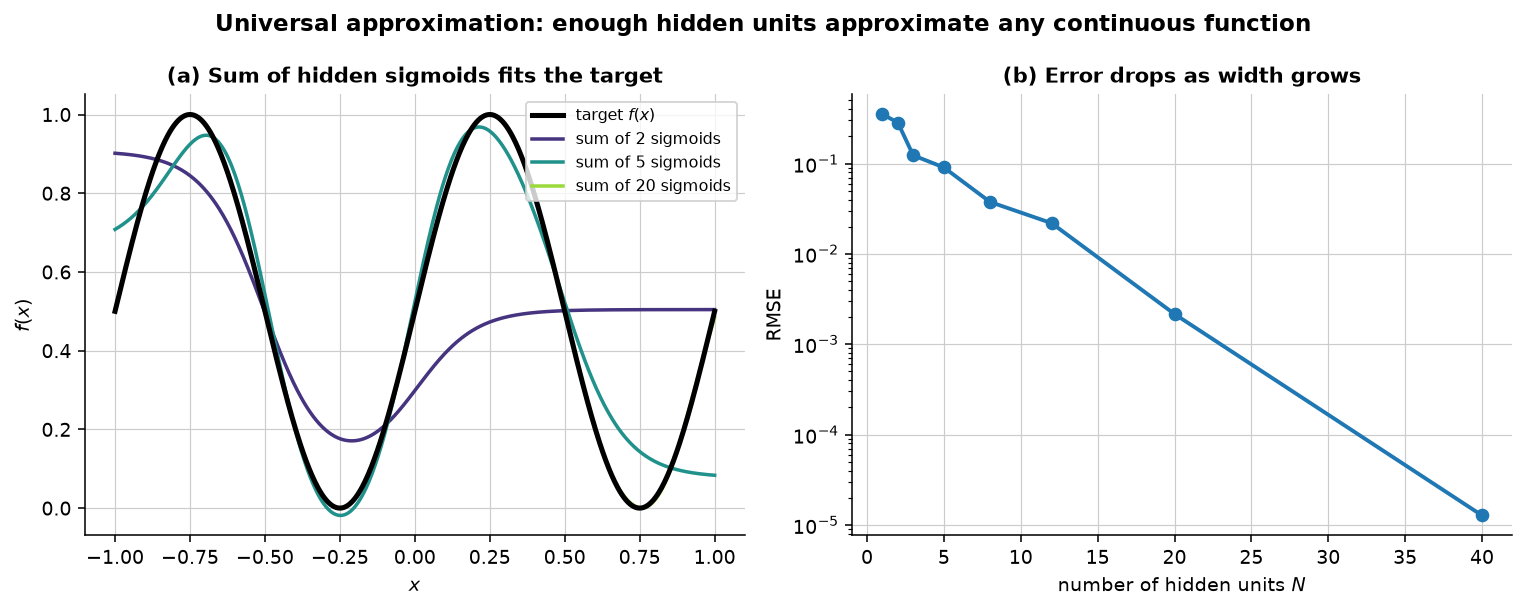 Universal approximation: enough hidden units approximate any continuous function
(a) Sum of hidden sigmoids fits the target
target f(x)
sum of 2 sigmoids
sum of 5 sigmoids
sum of 20 sigmoids
1.0
0.8
0.6
0.4
0.2
0.0
f(x)
−1.00 −0.75 −0.50 −0.25 0.00 0.25 0.50 0.75 1.00
x
(b) Error drops as width grows
10⁻¹
10⁻²
10⁻³
10⁻⁴
10⁻⁵
RMSE
0 5 10 15 20 25 30 35 40
number of hidden units N